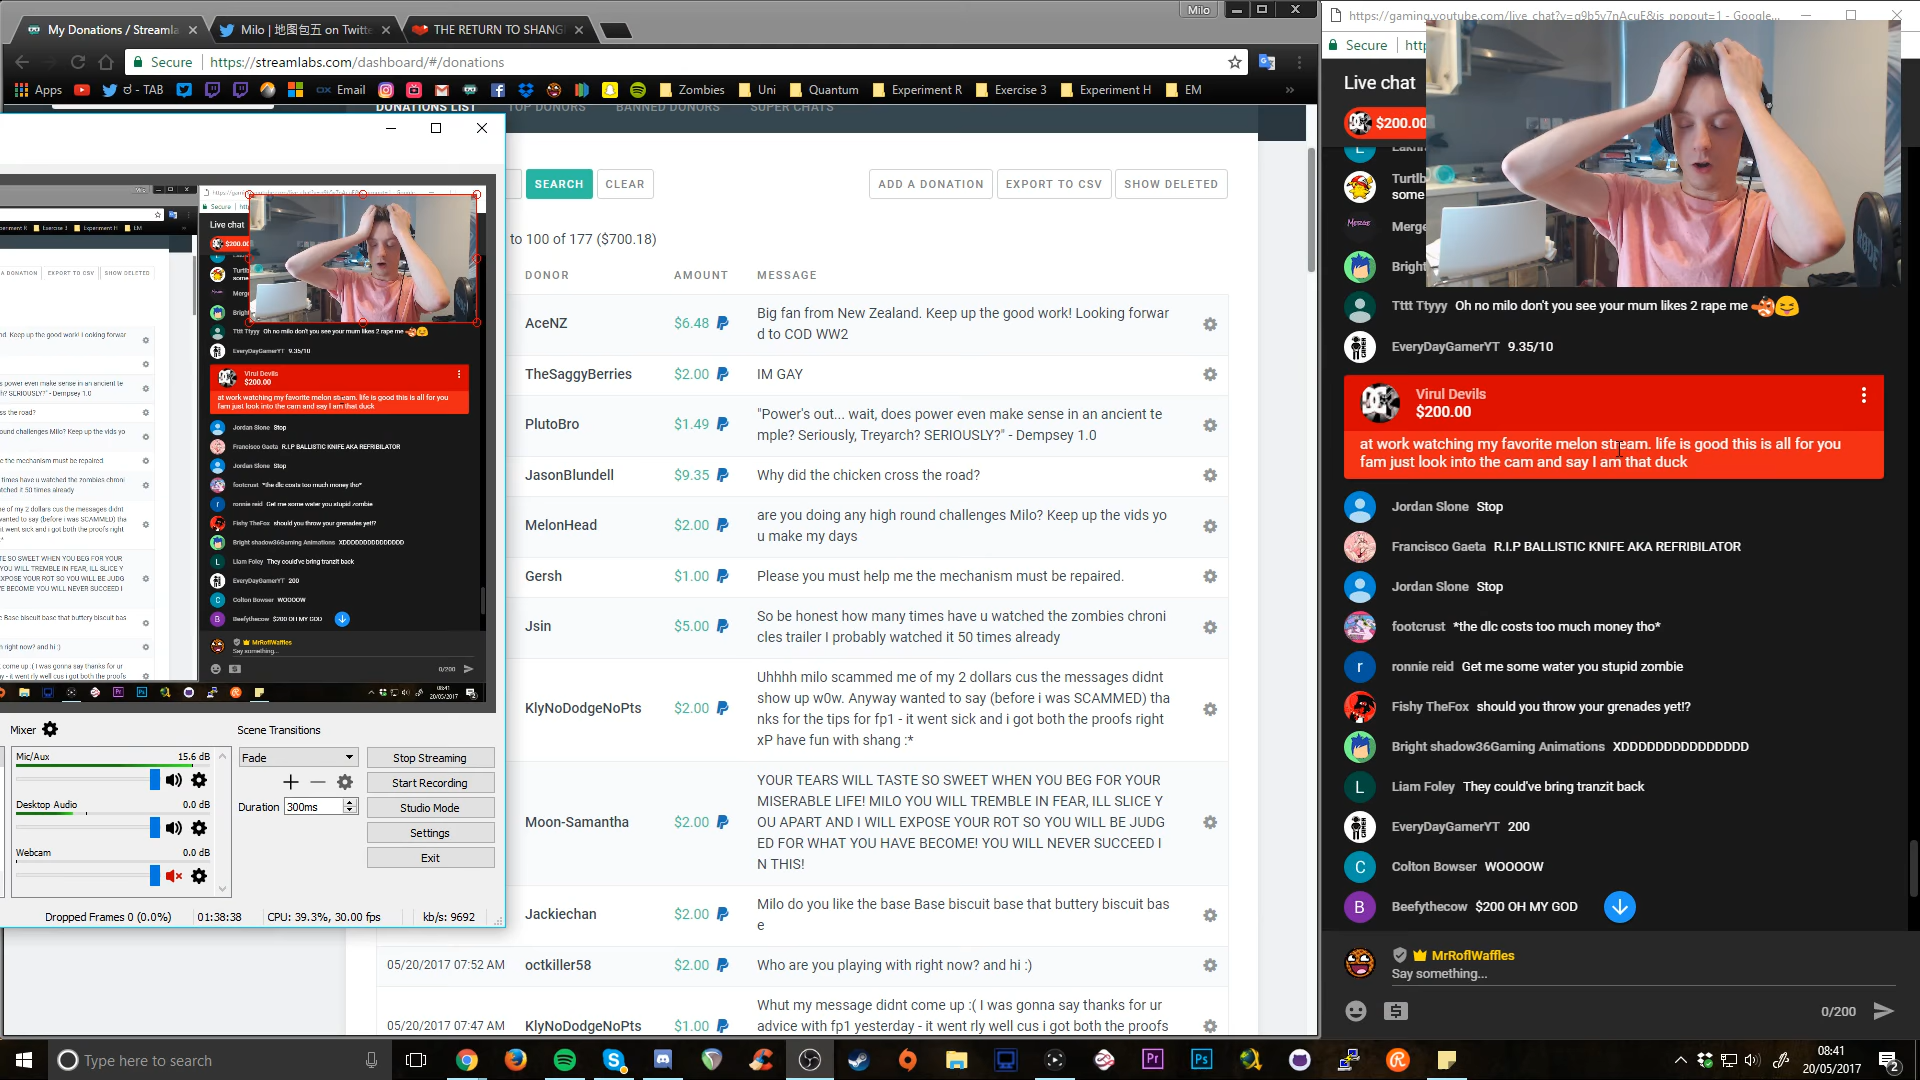 Milo
My Donations / Streamla
Milo | 地图包五 on Twitte
THE RETURN TO SHANG
Secure
https://streamlabs.com/dashboard/#/donations
Apps
ಠ - TAB
Email
Zombies
Uni
Quantum
Experiment R
Exercise 3
Experiment H
EM
»
DONATIONS LIST
TOP DONORS
BANNED DONORS
SUPER CHATS
SEARCH
CLEAR
ADD A DONATION
EXPORT TO CSV
SHOW DELETED
to 100 of 177 ($700.18)
DONOR
AMOUNT
MESSAGE
AceNZ
$6.48
Big fan from New Zealand. Keep up the good work! Looking forwar
d to COD WW2
TheSaggyBerries
$2.00
IM GAY
PlutoBro
$1.49
"Power's out... wait, does power even make sense in an ancient te
mple? Seriously, Treyarch? SERIOUSLY?" - Dempsey 1.0
JasonBlundell
$9.35
Why did the chicken cross the road?
MelonHead
$2.00
are you doing any high round challenges Milo? Keep up the vids yo
u make my days
Gersh
$1.00
Please you must help me the mechanism must be repaired.
Jsin
$5.00
So be honest how many times have u watched the zombies chroni
cles trailer I probably watched it 50 times already
KlyNoDodgeNoPts
$2.00
Uhhhh milo scammed me of my 2 dollars cus the messages didnt
show up w0w. Anyway wanted to say (before i was SCAMMED) tha
nks for the tips for fp1 - it went sick and i got both the proofs right
xP have fun with shang :*
Moon-Samantha
$2.00
YOUR TEARS WILL TASTE SO SWEET WHEN YOU BEG FOR YOUR
MISERABLE LIFE! MILO YOU WILL TREMBLE IN FEAR, ILL SLICE Y
OU APART AND I WILL EXPOSE YOUR ROT SO YOU WILL BE JUDG
ED FOR WHAT YOU HAVE BECOME! YOU WILL NEVER SUCCEED I
N THIS!
Jackiechan
$2.00
Milo do you like the base Base biscuit base that buttery biscuit bas
e
05/20/2017 07:52 AM
octkiller58
$2.00
Who are you playing with right now? and hi :)
05/20/2017 07:47 AM
KlyNoDodgeNoPts
$1.00
Whut my message didnt come up :( I was gonna say thanks for ur
advice with fp1 yesterday - it went rly well cus i got both the proofs
Mixer
Mic/Aux
15.6 dB
Desktop Audio
0.0 dB
Webcam
0.0 dB
Scene Transitions
Fade
Duration
300ms
Stop Streaming
Start Recording
Studio Mode
Settings
Exit
Dropped Frames 0 (0.0%)
01:38:38
CPU: 39.3%, 30.00 fps
kb/s: 9692
Secure
Live chat
$200.00
Turtlb
some
Merge
Bright
Tttt Ttyyy Oh no milo don't you see your mum likes 2 rape me
EveryDayGamerYT 9.35/10
Virul Devils
$200.00
at work watching my favorite melon stream. life is good this is all for you
fam just look into the cam and say I am that duck
Jordan Slone Stop
Francisco Gaeta R.I.P BALLISTIC KNIFE AKA REFRIBILATOR
Jordan Slone Stop
footcrust *the dlc costs too much money tho*
ronnie reid Get me some water you stupid zombie
Fishy TheFox should you throw your grenades yet!?
Bright shadow36Gaming Animations XDDDDDDDDDDDDDDD
Liam Foley They could've bring tranzit back
EveryDayGamerYT 200
Colton Bowser WOOOOW
Beefythecow $200 OH MY GOD
MrRoflWaffles
Say something...
0/200
Type here to search
08:41
20/05/2017